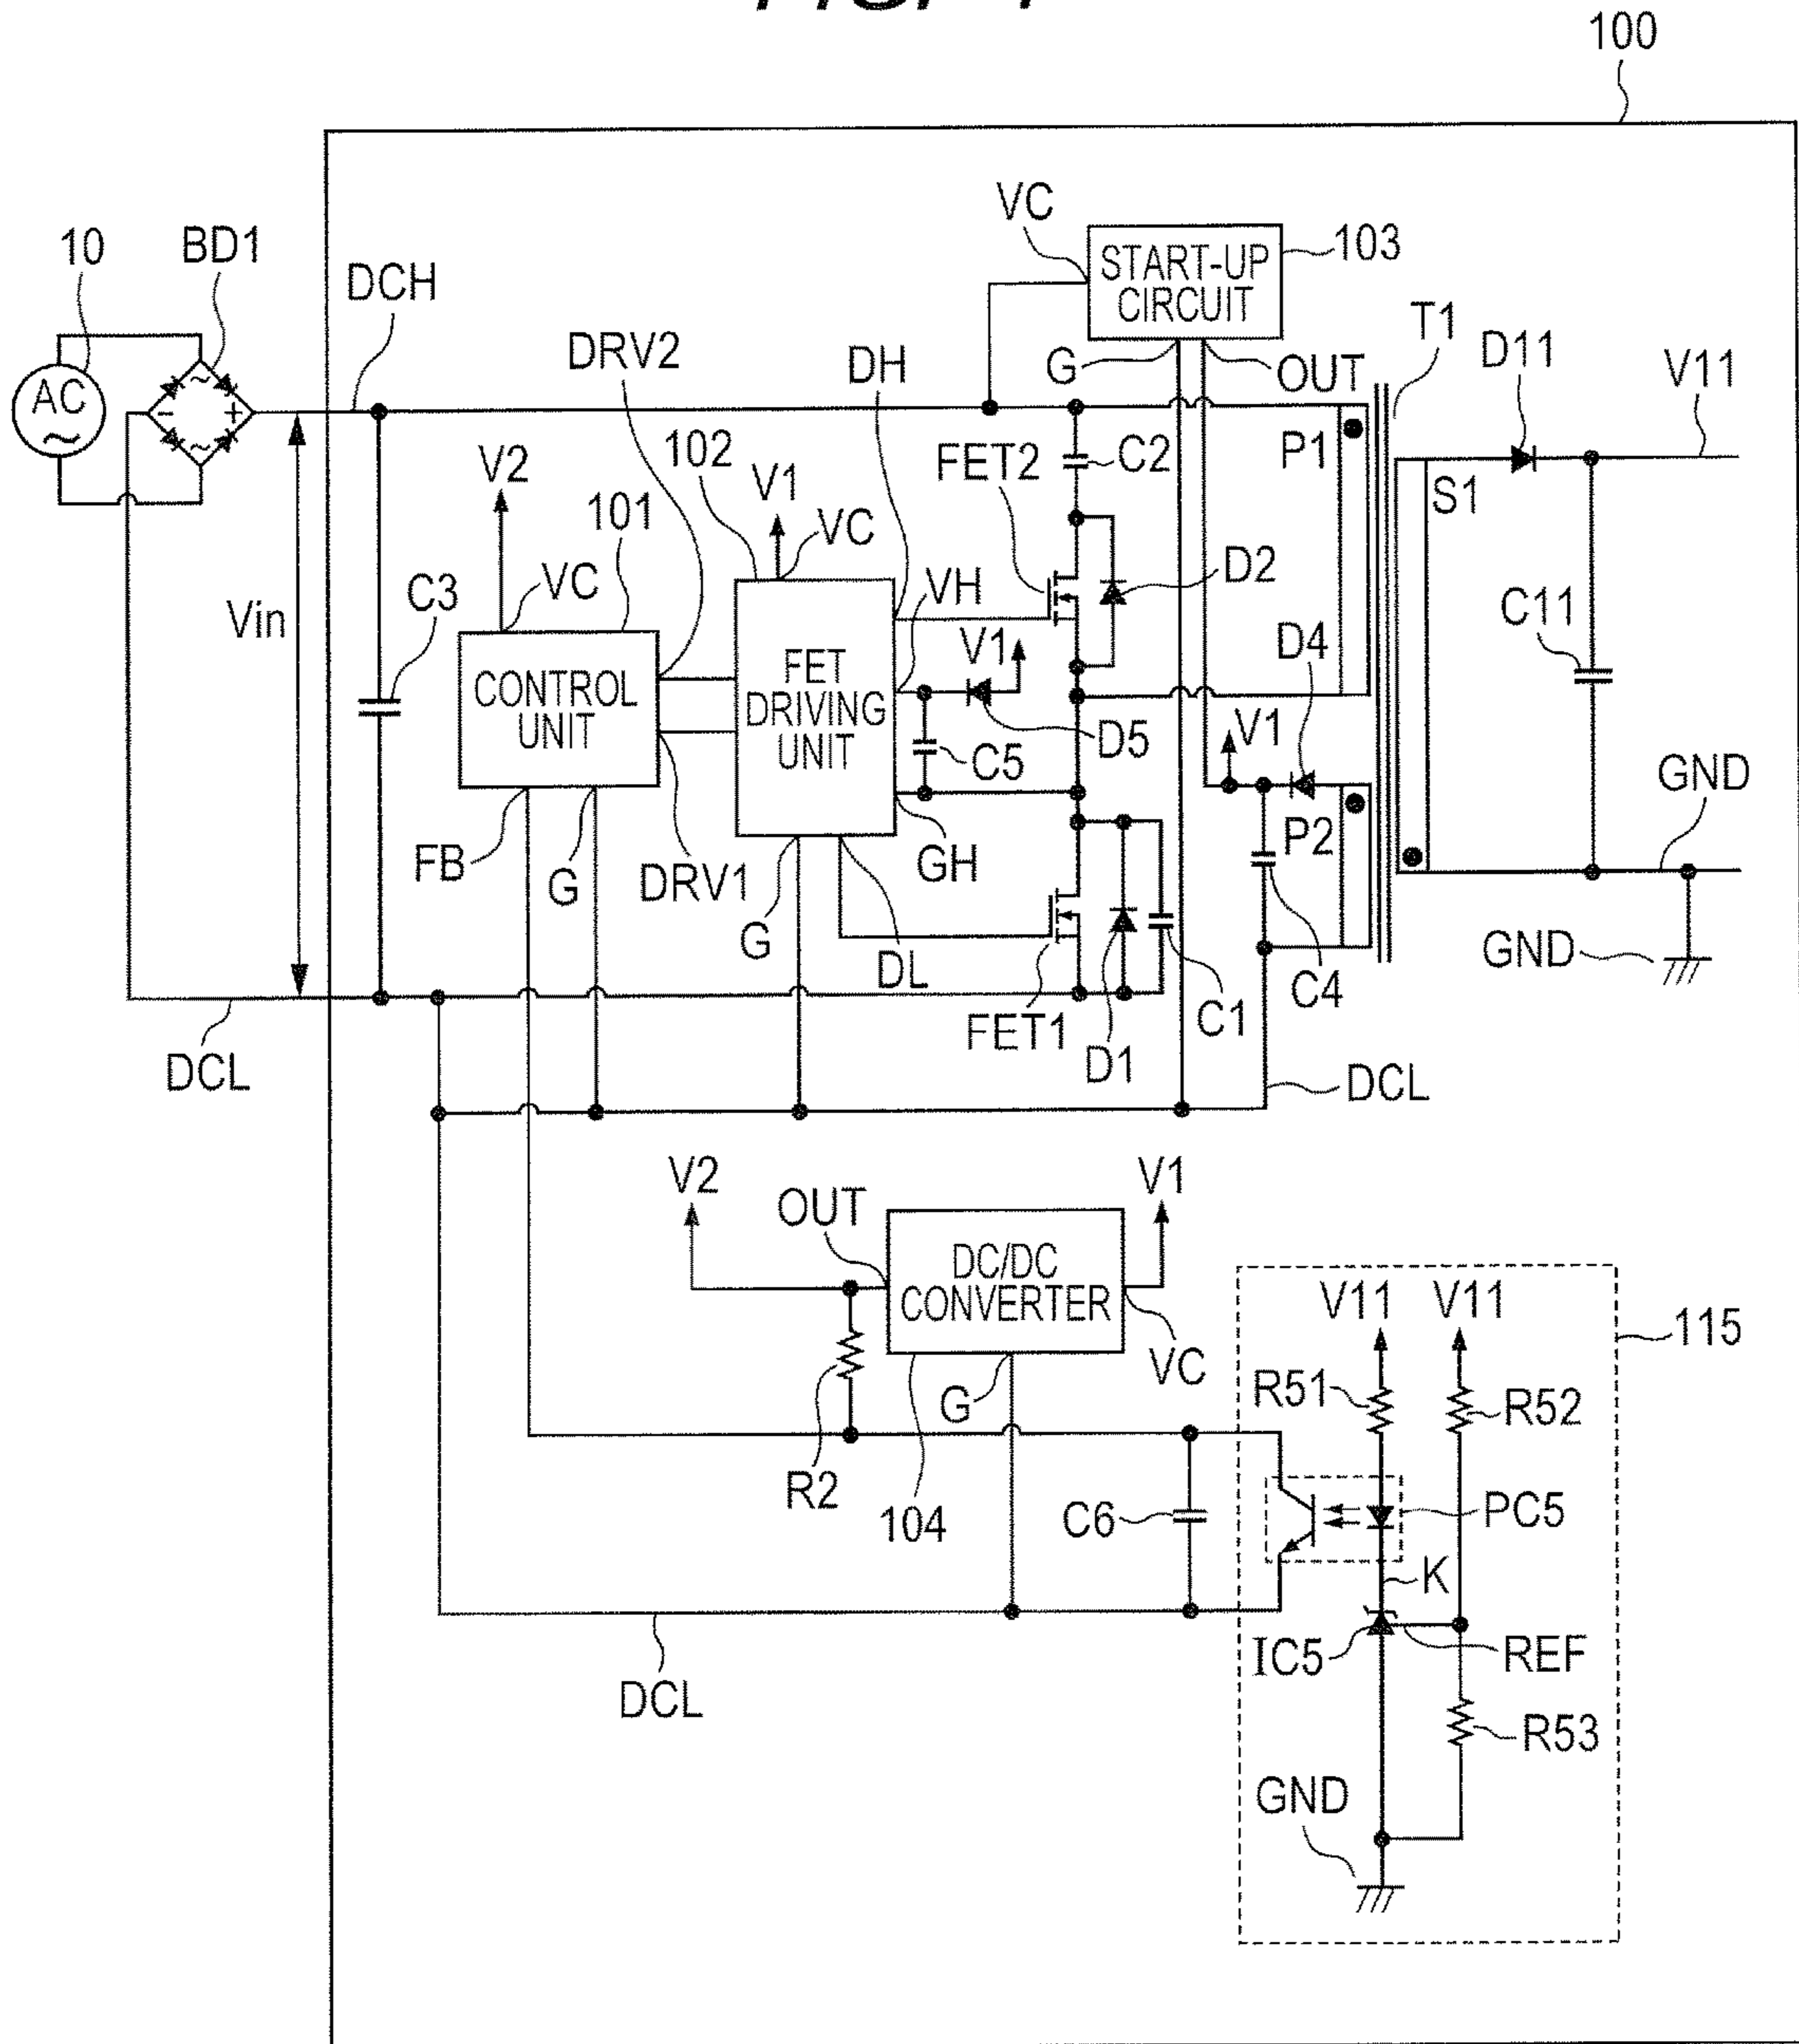 100
VC
START-UP
CIRCUIT
103
10
BD1
DCH
T1
DRV2
DH
G
OUT
D11
V11
AC
P1
S1
V2
102
V1
FET2
C2
101
VC
VC
VH
D2
Vin
C3
C11
V1
D4
CONTROL
UNIT
FET
DRIVING
UNIT
D5
V1
C5
GND
P2
FB
G
DRV1
GH
G
DL
GND
C4
FET1
C1
D1
DCL
DCL
V2
OUT
V1
DC/DC
CONVERTER
V11
V11
115
VC
R51
R52
G
R2
104
C6
PC5
K
IC5
REF
DCL
R53
GND